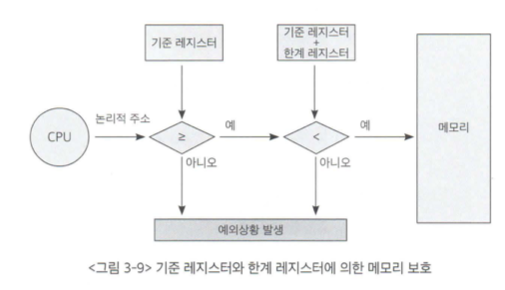 기준 레지스터
기준 레지스터
+
한계 레지스터
CPU
논리적 주소
≥
예
<
예
메모리
아니오
아니오
예외상황 발생
<그림 3-9> 기준 레지스터와 한계 레지스터에 의한 메모리 보호